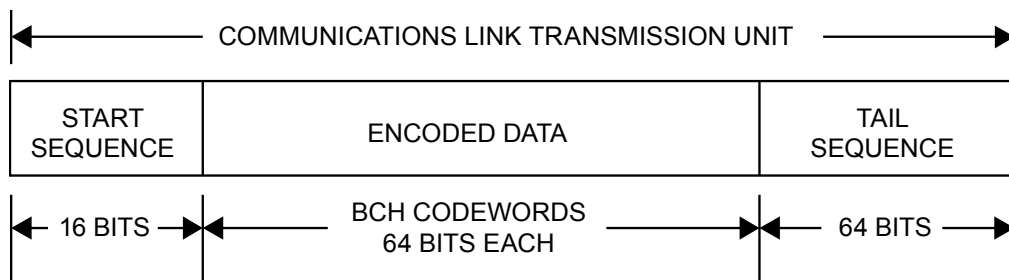 COMMUNICATIONS LINK TRANSMISSION UNIT
START
SEQUENCE
ENCODED DATA
TAIL
SEQUENCE
16 BITS
BCH CODEWORDS
64 BITS EACH
64 BITS